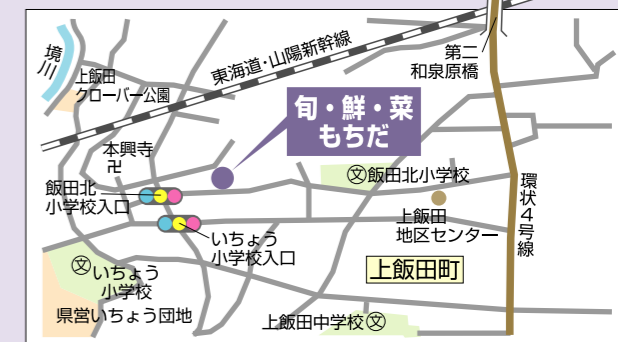 境川
上飯田
クローバー公園
東海道・山陽新幹線
第二
和泉原橋
旬・鮮・菜
もちだ
本興寺
卍
飯田北
小学校入口
文飯田北小学校
上飯田
地区センター
環状4号線
いちょう
小学校入口
上飯田町
文いちょう
小学校
県営いちょう団地
上飯田中学校文